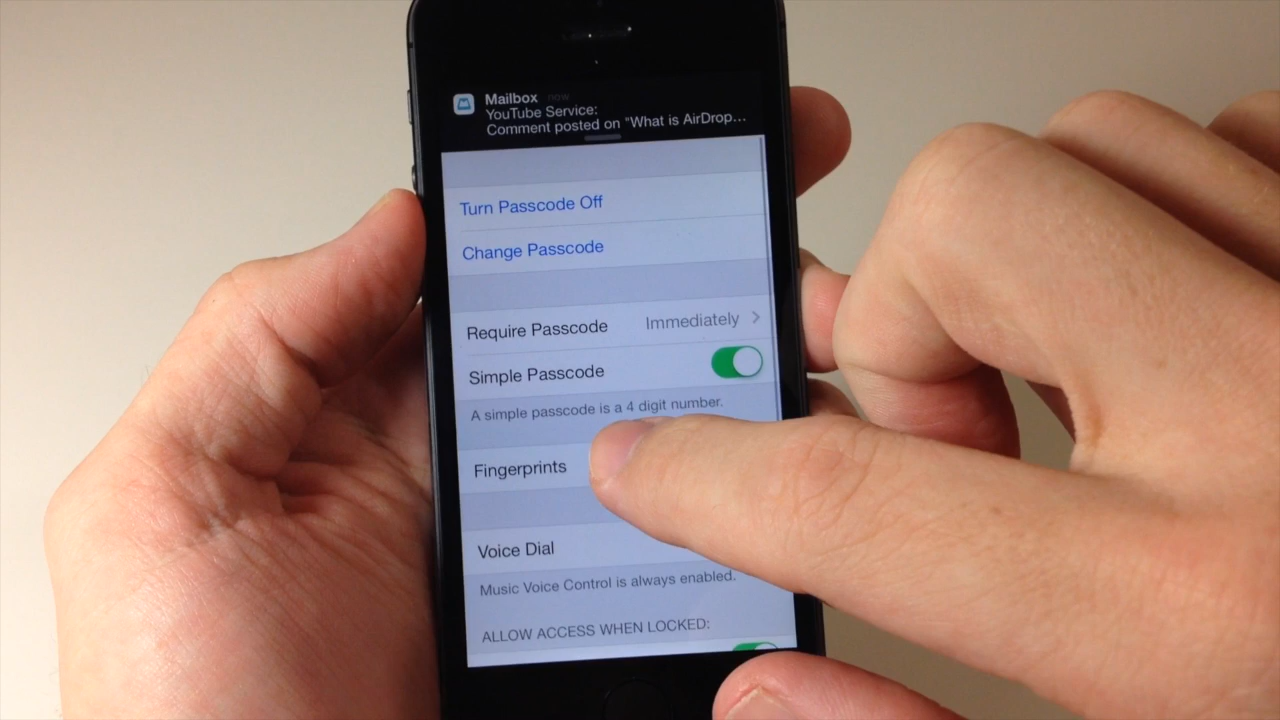 Mailbox now
YouTube Service:
Comment posted on "What is AirDrop...
Turn Passcode Off
Change Passcode
Require Passcode Immediately
Simple Passcode
A simple passcode is a 4 digit number.
Fingerprints
Voice Dial
Music Voice Control is always enabled.
ALLOW ACCESS WHEN LOCKED: